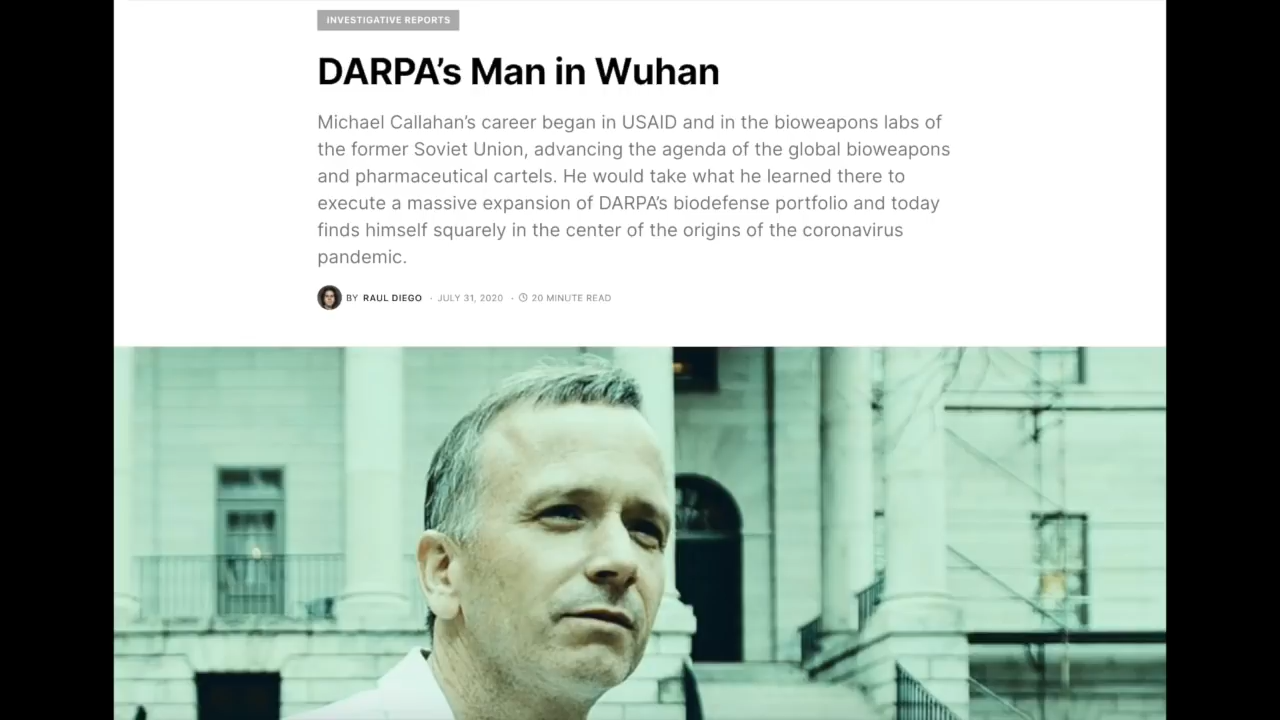 INVESTIGATIVE REPORTS
DARPA's Man in Wuhan
Michael Callahan's career began in USAID and in the bioweapons labs of
the former Soviet Union, advancing the agenda of the global bioweapons
and pharmaceutical cartels. He would take what he learned there to
execute a massive expansion of DARPA's biodefense portfolio and today
finds himself squarely in the center of the origins of the coronavirus
pandemic.
BY RAUL DIEGO · JULY 31, 2020 · 20 MINUTE READ